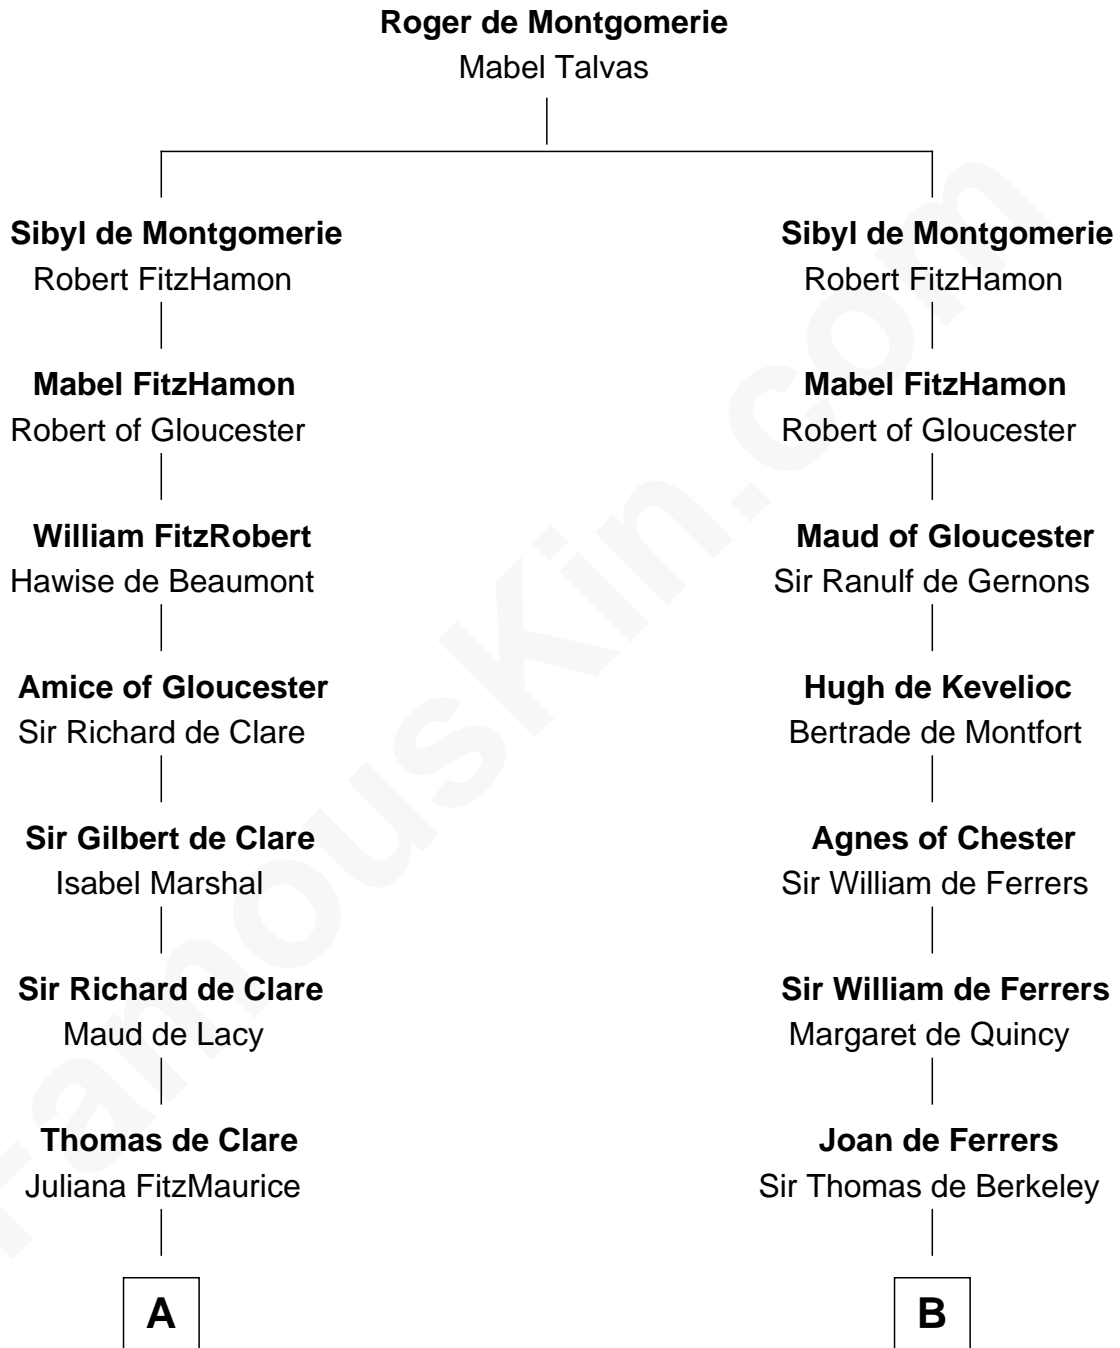 Roger de Montgomerie
Mabel Talvas
Sibyl de Montgomerie
Robert FitzHamon
Sibyl de Montgomerie
Robert FitzHamon
Mabel FitzHamon
Robert of Gloucester
Mabel FitzHamon
Robert of Gloucester
William FitzRobert
Hawise de Beaumont
Maud of Gloucester
Sir Ranulf de Gernons
Amice of Gloucester
Sir Richard de Clare
Hugh de Kevelioc
Bertrade de Montfort
Sir Gilbert de Clare
Isabel Marshal
Agnes of Chester
Sir William de Ferrers
Sir Richard de Clare
Maud de Lacy
Sir William de Ferrers
Margaret de Quincy
Thomas de Clare
Juliana FitzMaurice
Joan de Ferrers
Sir Thomas de Berkeley
A
B
FamousKin.com